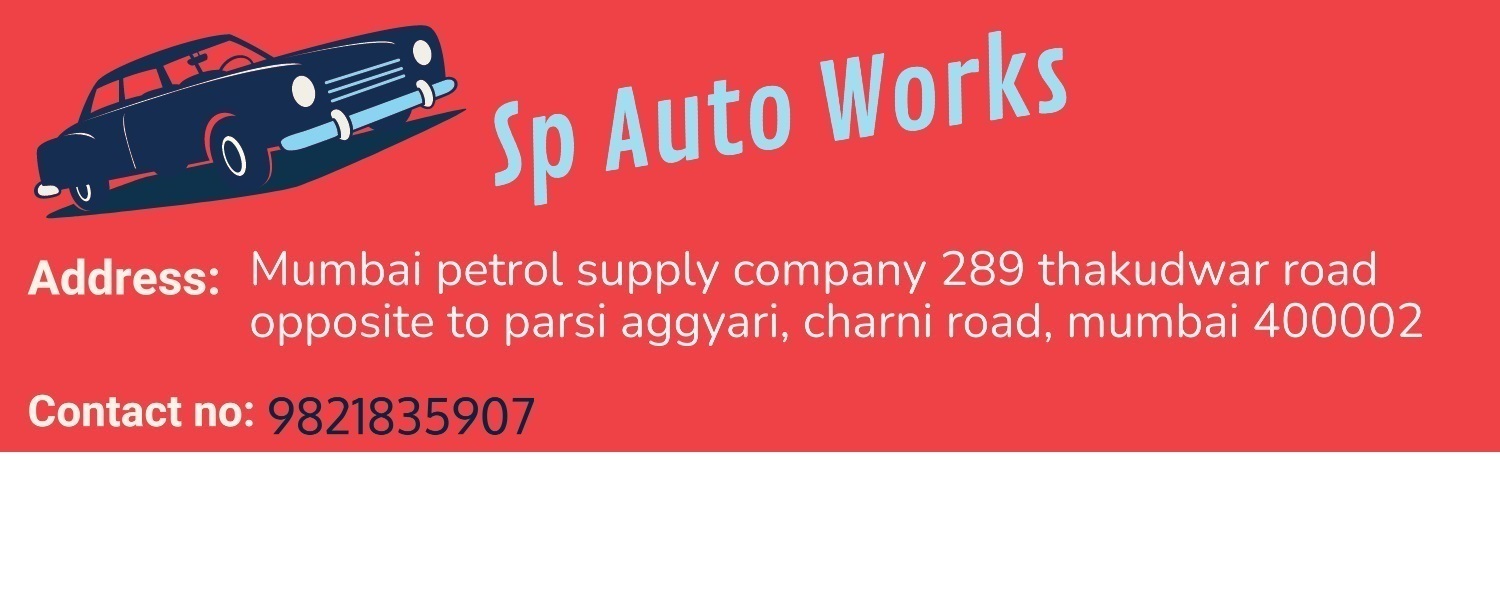 Sp Auto Works
Address: Mumbai petrol supply company 289 thakudwar road
opposite to parsi aggyari, charni road, mumbai 400002
Contact no: 9821835907